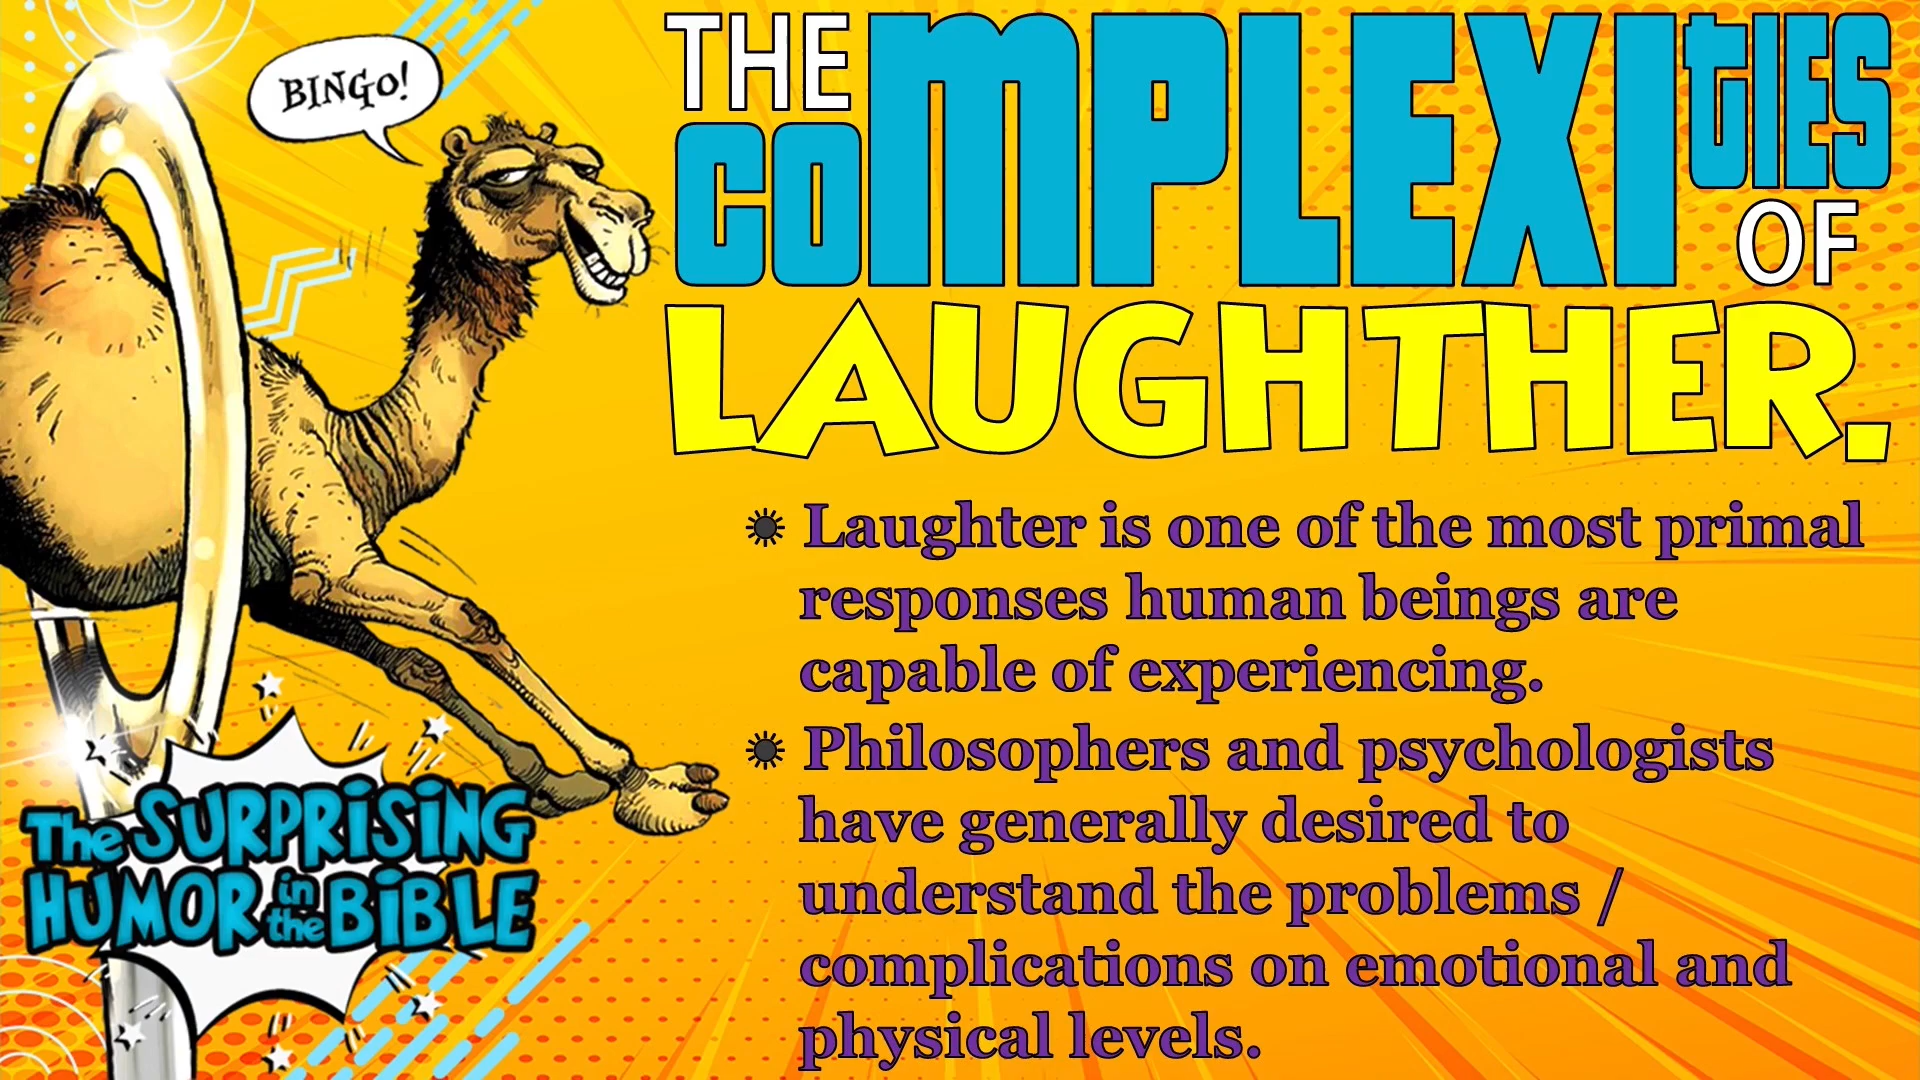 BINGO!
THE
COMPLEXITIES
OF
LAUGHTHER.
Laughter is one of the most primal
responses human beings are
capable of experiencing.
Philosophers and psychologists
have generally desired to
understand the problems /
complications on emotional and
physical levels.
The SURPRISING
HUMOR in the BIBLE